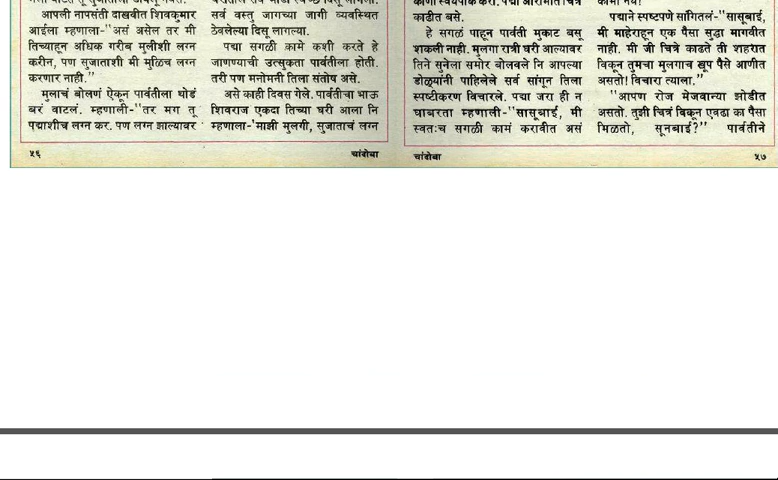 आपली नापसंती दाखवीत शिवकुमार
आईला म्हणाला-"असं असेल तर मी
तिच्याहून अधिक गरीब मुलीशी लग्न
करीन, पण सुजाताशी मी मुळिच लग्न
करणार नाही."
मुलाचं बोलणं ऐकून पार्वतीला थोडं
बरं वाटलं. म्हणाली-"तर मग तू
पद्माशीच लग्न कर. पण लग्न झाल्यावर
सर्व वस्तू जागच्या जागी व्यवस्थित
ठेवलेल्या दिसू लागल्या.
पद्मा सगळी कामे कशी करते हे
जाणण्याची उत्सुकता पार्वतीला होती.
तरी पण मनोमनी तिला संतोष असे.
असे काही दिवस गेले. पार्वतीचा भाऊ
शिवराज एकदा तिच्या घरी आला नि
म्हणाला-'माझी मुलगी, सुजाताचं लग्न
५६ चांदोबा
काढीत बसे.
हे सगळं पाहून पार्वती मुकाट बसू
शकली नाही. मुलगा रात्री घरी आल्यावर
तिने सुनेला समोर बोलवले नि आपल्या
डोळ्यांनी पाहिलेले सर्व सांगून तिला
स्पष्टीकरण विचारले. पद्मा जरा ही न
घाबरता म्हणाली-"सासूबाई, मी
स्वतःच सगळी कामं करावीत असं
पद्माने स्पष्टपणे सांगितलं-"सासूबाई,
मी माहेराहून एक पैसा सुद्धा मागवीत
नाही. मी जी चित्रे काढते ती शहरात
विकून तुमचा मुलगाच खूप पैसे आणीत
असतो! विचारा त्याला."
"आपण रोज मेजवान्या झोडीत
असतो. तुझी चित्रं विकून एवढा का पैसा
मिळतो, सूनबाई?" पार्वतीने
चांदोबा ५७